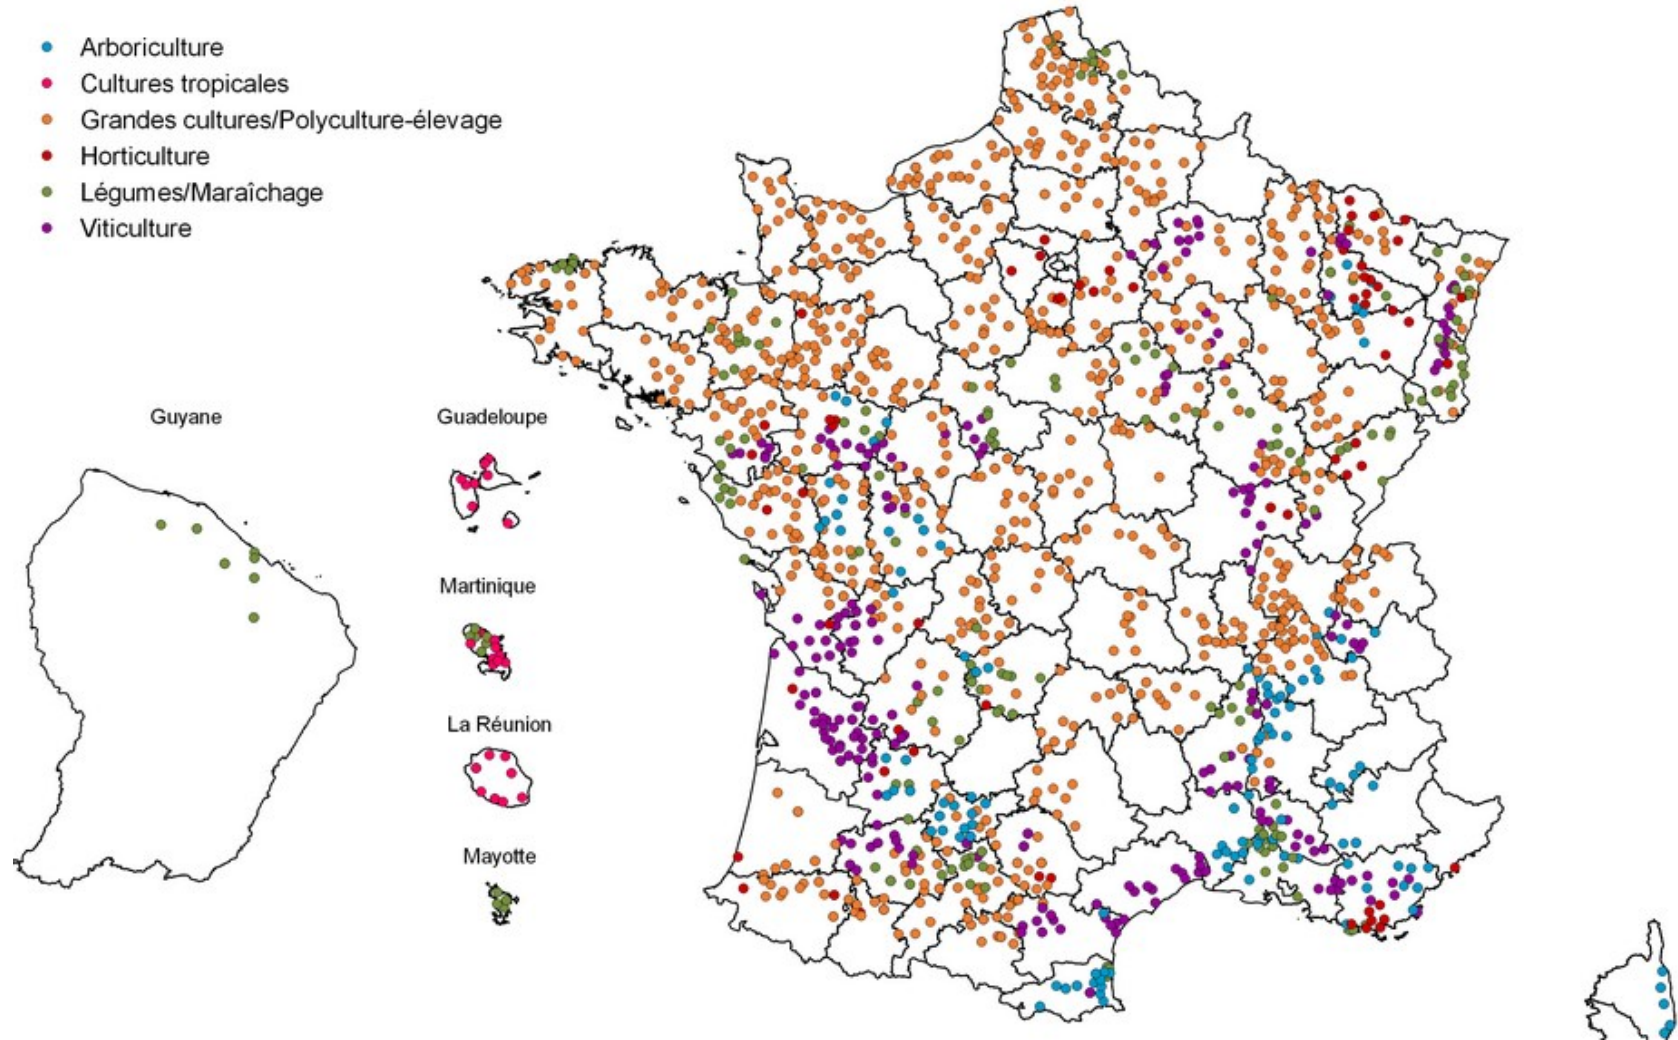 Arboriculture
Cultures tropicales
Grandes cultures/Polyculture-élevage
Horticulture
Légumes/Maraîchage
Viticulture
Guyane
Guadeloupe
Martinique
La Réunion
Mayotte